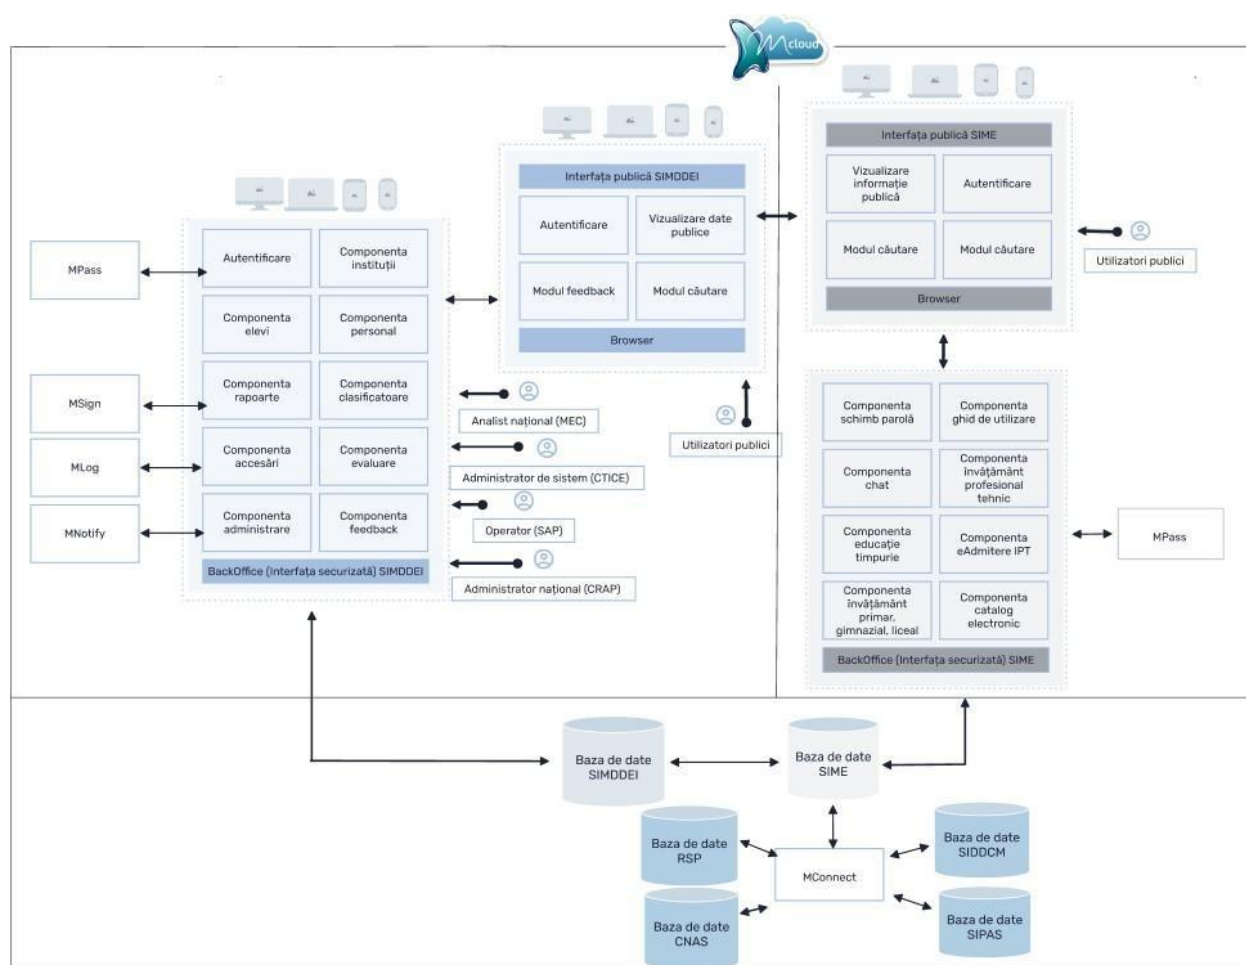 Mcloud
Interfața publică SIME
Vizualizare
informație
publică
Autentificare
Modul căutare
Modul căutare
Browser
Utilizatori publici
Interfața publică SIMDDEI
Autentificare
Vizualizare date
publice
Modul feedback
Modul căutare
Browser
Utilizatori publici
MPass
MSign
MLog
MNotify
Autentificare
Componenta
instituții
Componenta
elevi
Componenta
personal
Componenta
rapoarte
Componenta
clasificatoare
Componenta
accesări
Componenta
evaluare
Componenta
administrare
Componenta
feedback
BackOffice (Interfața securizată) SIMDDEI
Analist național (MEC)
Administrator de sistem (CTICE)
Operator (SAP)
Administrator național (CRAP)
Componenta
schimb parolă
Componenta
ghid de utilizare
Componenta
chat
Componenta
învățământ
profesional
tehnic
Componenta
educație
timpurie
Componenta
eAdmitere IPT
Componenta
învățământ
primar,
gimnazial, liceal
Componenta
catalog
electronic
BackOffice (Interfața securizată) SIME
MPass
Baza de date
SIMDDEI
Baza de date
SIME
Baza de date
RSP
Baza de date
SIDDCM
MConnect
Baza de date
CNAS
Baza de date
SIPAS